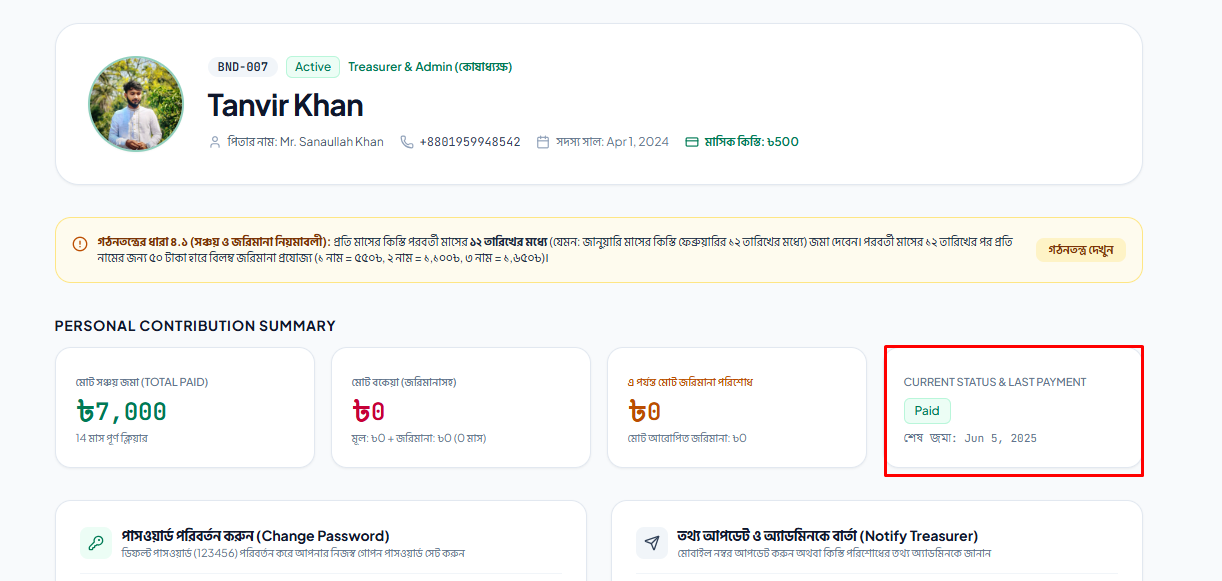 BND-007 Active Treasurer & Admin (কোষাধ্যক্ষ)
Tanvir Khan
পিতার নাম: Mr. Sanaullah Khan +8801959948542 সদস্য সাল: Apr 1, 2024 মাসিক কিস্তি: ৳500
গঠনতন্ত্রের ধারা ৪.১ (সঞ্চয় ও জরিমানা নিয়মাবলী): প্রতি মাসের কিস্তি পরবর্তী মাসের ১২ তারিখের মধ্যে (যেমন: জানুয়ারি মাসের কিস্তি ফেব্রুয়ারির ১২ তারিখের মধ্যে) জমা দেবেন। পরবর্তী মাসের ১২ তারিখের পর প্রতি
নামের জন্য ৫০ টাকা হারে বিলম্ব জরিমানা প্রযোজ্য (১ নাম = ৫৫০৳, ২ নাম = ১,১০০৳, ৩ নাম = ১,৬৫০৳)।
গঠনতন্ত্র দেখুন
PERSONAL CONTRIBUTION SUMMARY
মোট সঞ্চয় জমা (TOTAL PAID)
৳7,000
14 মাস পূর্ণ ক্লিয়ার
মোট বকেয়া (জরিমানাসহ)
৳0
মূল: ৳0 + জরিমানা: ৳0 (0 মাস)
এ পর্যন্ত মোট জরিমানা পরিশোধ
৳0
মোট আরোপিত জরিমানা: ৳0
CURRENT STATUS & LAST PAYMENT
Paid
শেষ জমা: Jun 5, 2025
পাসওয়ার্ড পরিবর্তন করুন (Change Password)
ডিফল্ট পাসওয়ার্ড (123456) পরিবর্তন করে আপনার নিজস্ব গোপন পাসওয়ার্ড সেট করুন
তথ্য আপডেট ও অ্যাডমিনকে বার্তা (Notify Treasurer)
মোবাইল নম্বর আপডেট করুন অথবা কিস্তি পরিশোধের তথ্য অ্যাডমিনকে জানান